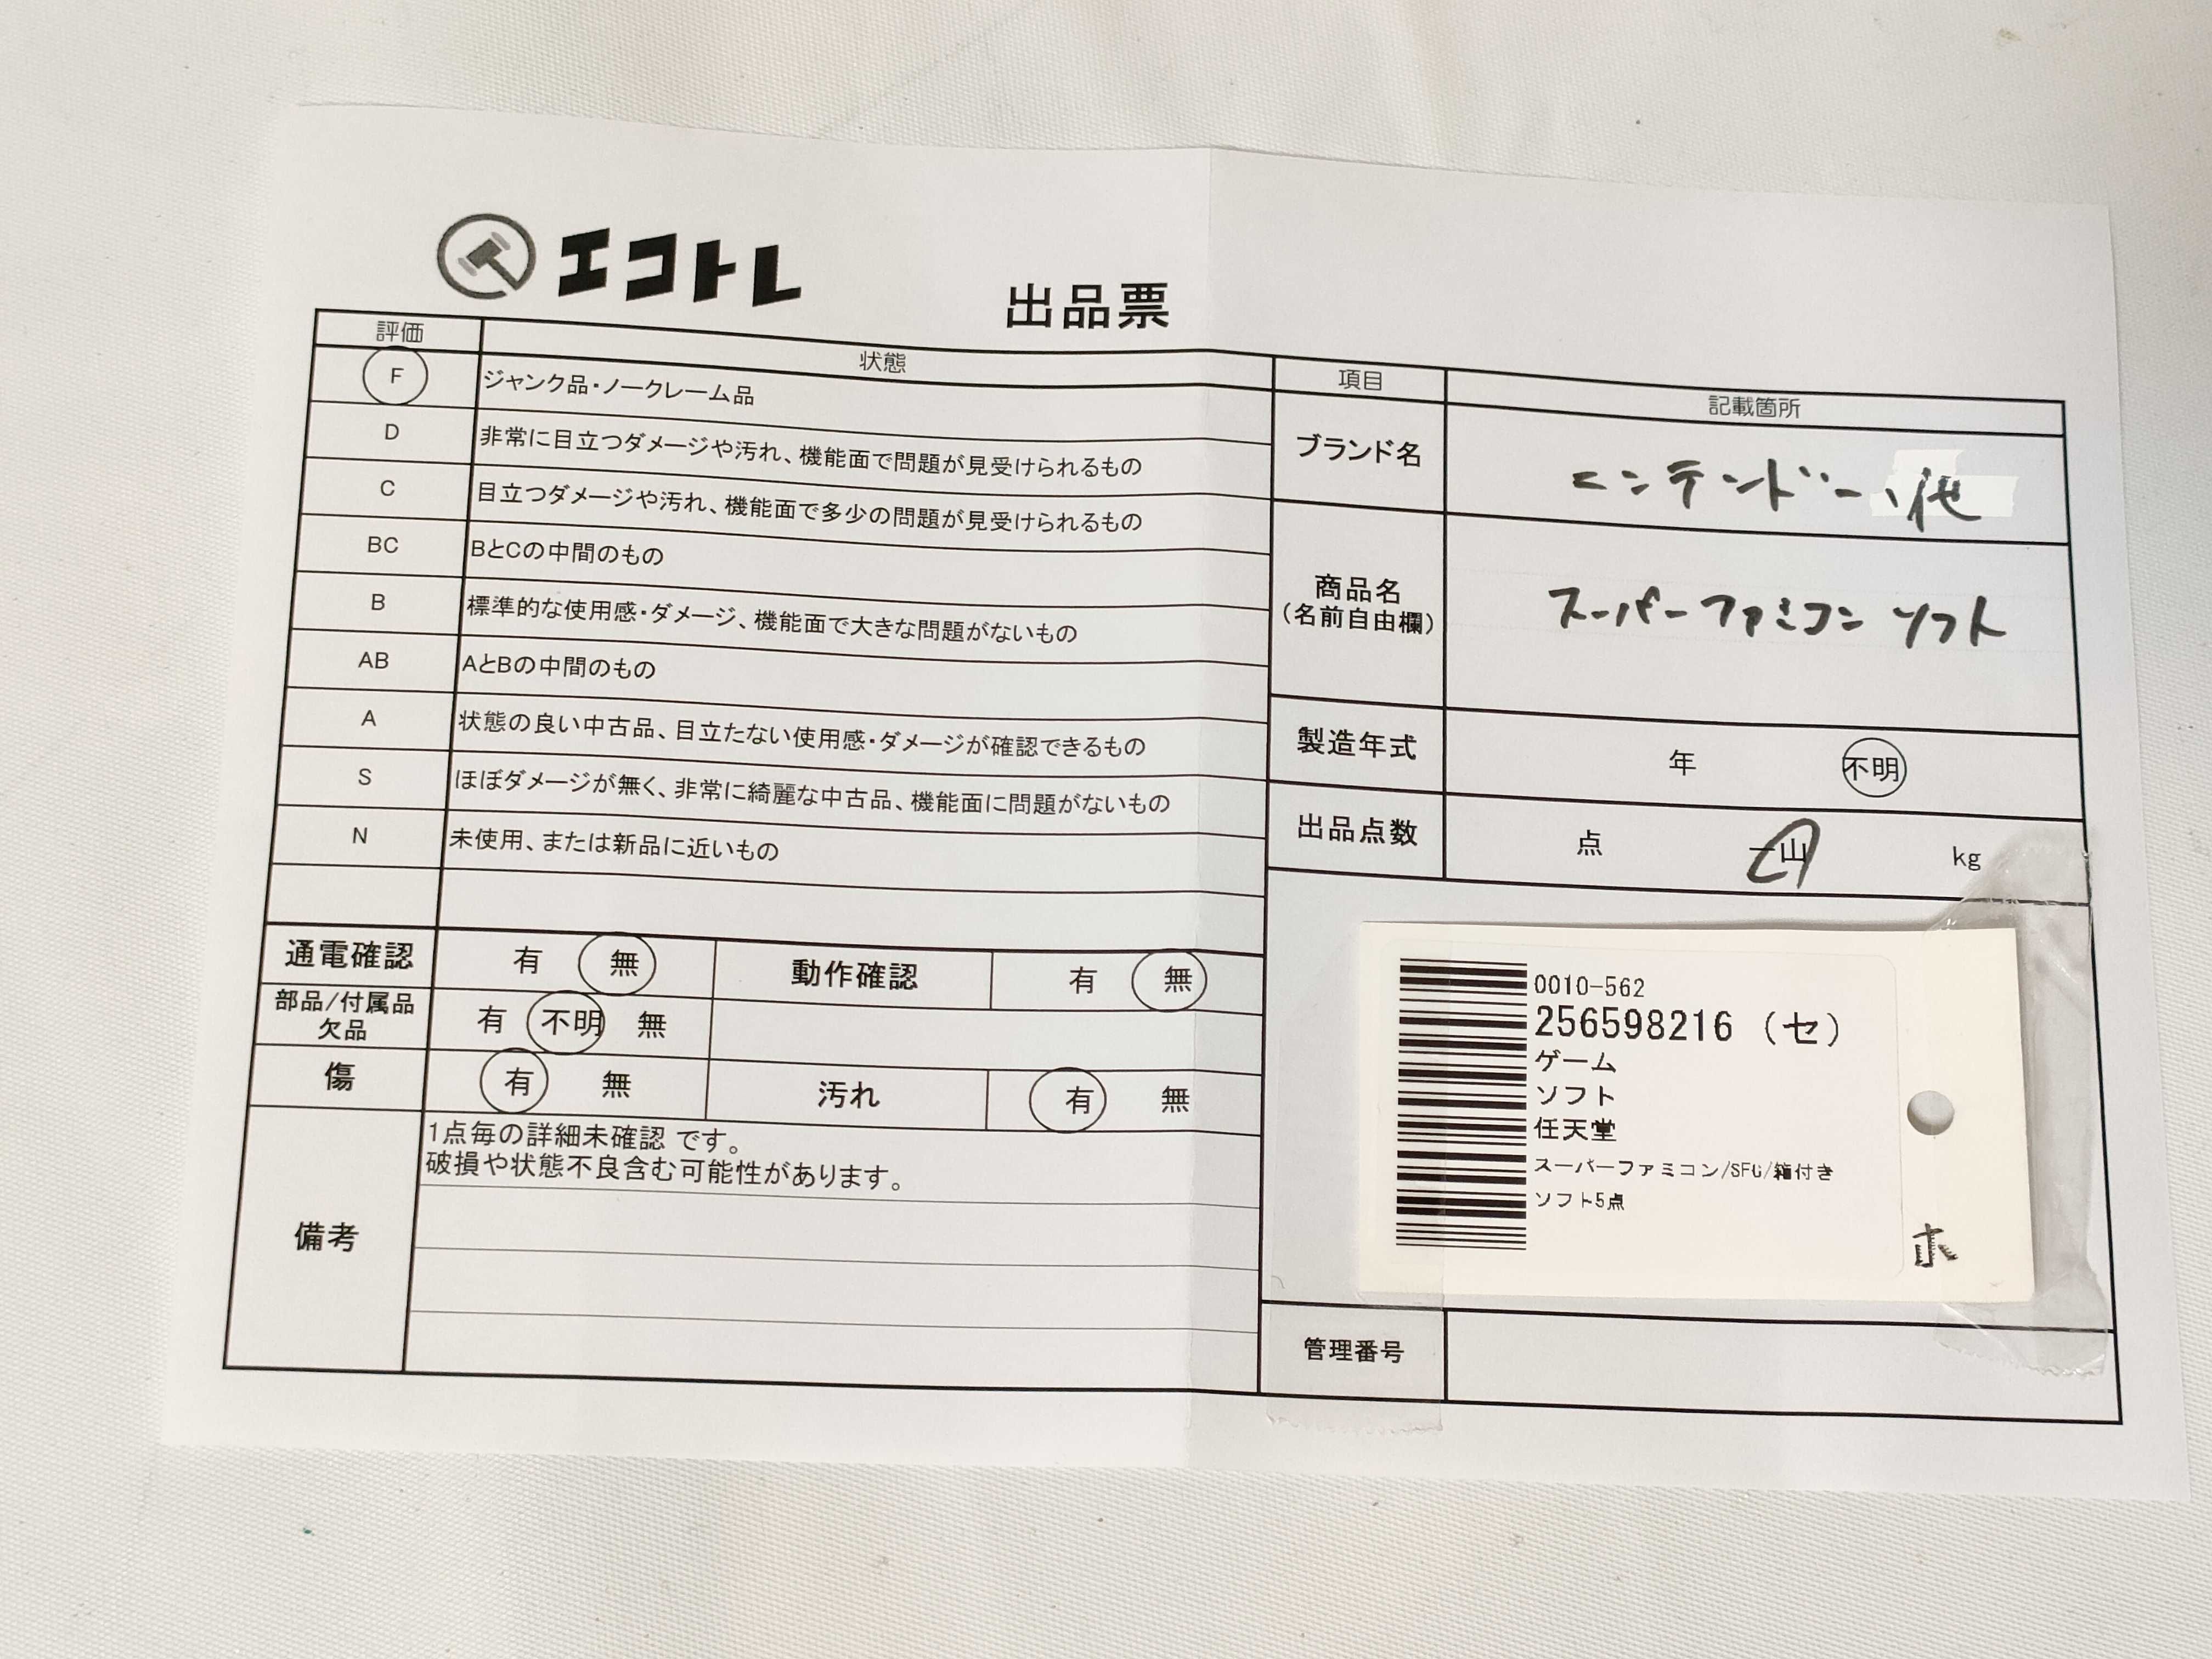 エコトレ
出品票
評価 状態
F ジャンク品・ノークレーム品
D 非常に目立つダメージや汚れ、機能面で問題が見受けられるもの
C 目立つダメージや汚れ、機能面で多少の問題が見受けられるもの
BC BとCの中間のもの
B 標準的な使用感・ダメージ、機能面で大きな問題がないもの
AB AとBの中間のもの
A 状態の良い中古品、目立たない使用感・ダメージが確認できるもの
S ほぼダメージが無く、非常に綺麗な中古品、機能面に問題がないもの
N 未使用、または新品に近いもの
通電確認 有 無 動作確認 有 無
部品/付属品
欠品
有 不明 無
傷 有 無 汚れ 有 無
備考
1点毎の詳細未確認 です。
破損や状態不良含む可能性があります。
項目 記載箇所
ブランド名 ニンテンドー、他
商品名
(名前自由欄)
スーパーファミコン ソフト
製造年式 年 不明
出品点数 点 一山 kg
0010-562
256598216 (セ)
ゲーム
ソフト
任天堂
スーパーファミコン/SFC/箱付き
ソフト5点
ホ
管理番号